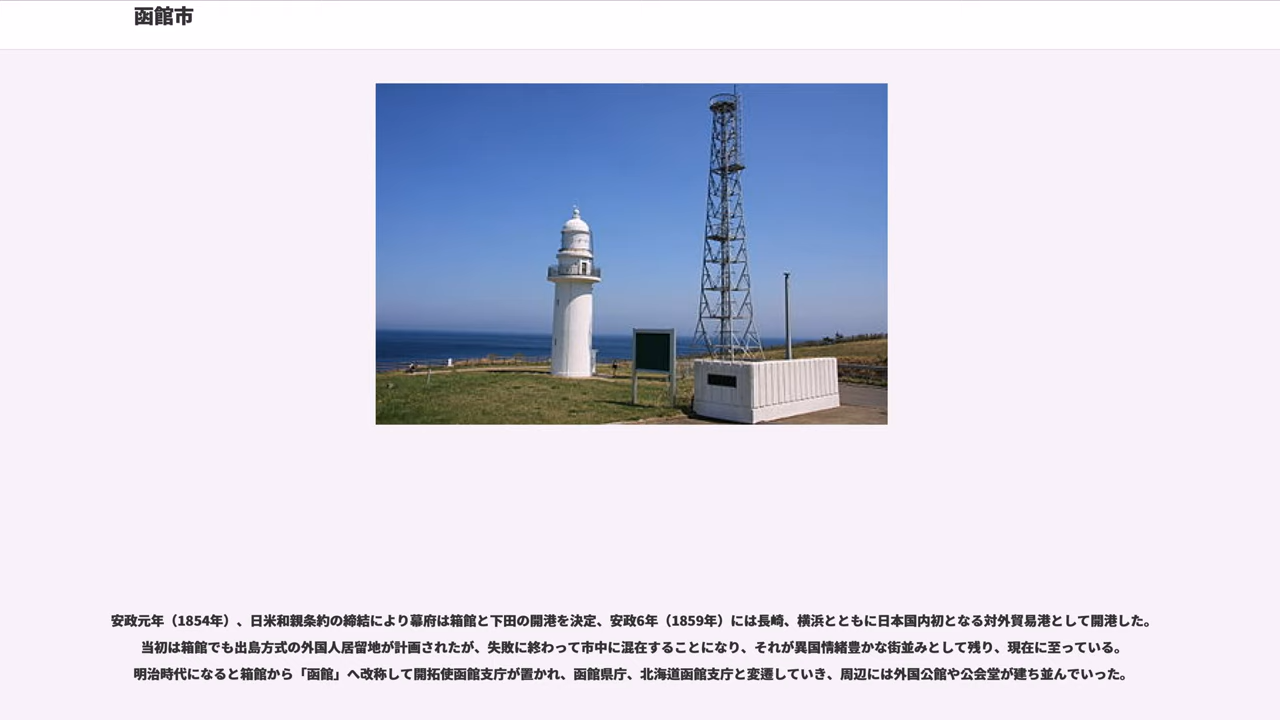 函館市
安政元年（1854年）、日米和親条約の締結により幕府は箱館と下田の開港を決定、安政6年（1859年）には長崎、横浜とともに日本国内初となる対外貿易港として開港した。
当初は箱館でも出島方式の外国人居留地が計画されたが、失敗に終わって市中に混在することになり、それが異国情緒豊かな街並みとして残り、現在に至っている。
明治時代になると箱館から「函館」へ改称して開拓使函館支庁が置かれ、函館県庁、北海道函館支庁と変遷していき、周辺には外国公館や公会堂が建ち並んでいった。